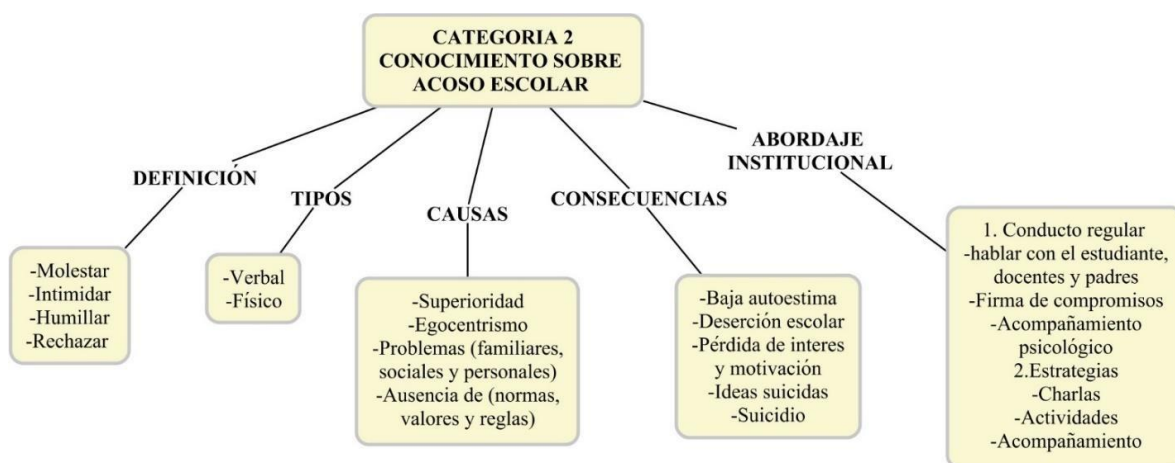 CATEGORIA 2
CONOCIMIENTO SOBRE
ACOSO ESCOLAR
DEFINICIÓN
-Molestar
-Intimidar
-Humillar
-Rechazar
TIPOS
-Verbal
-Físico
CAUSAS
-Superioridad
-Egocentrismo
-Problemas (familiares,
sociales y personales)
-Ausencia de (normas,
valores y reglas)
CONSECUENCIAS
-Baja autoestima
-Deserción escolar
-Pérdida de interes
y motivación
-Ideas suicidas
-Suicidio
ABORDAJE
INSTITUCIONAL
1. Conducto regular
-hablar con el estudiante,
docentes y padres
-Firma de compromisos
-Acompañamiento
psicológico
2.Estrategias
-Charlas
-Actividades
-Acompañamiento